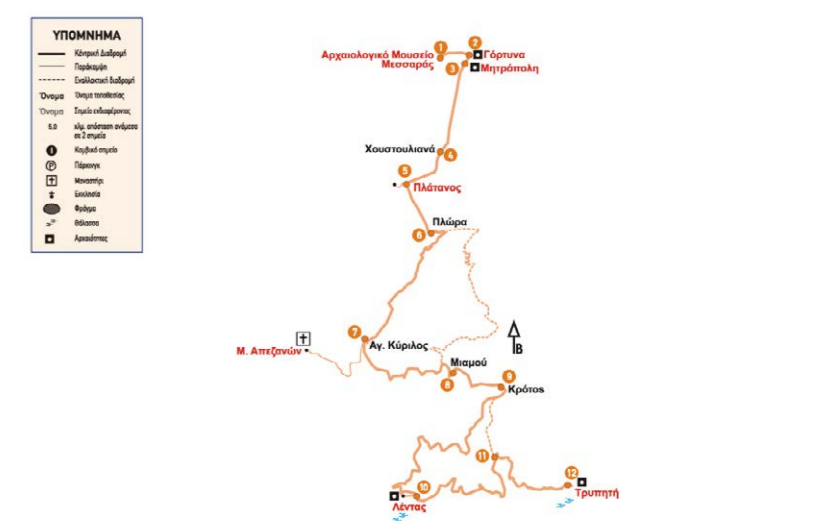 ΥΠΟΜΝΗΜΑ
Κέντρική Διαδρομή
Παράκαμψη
Εναλλακτική διαδρομή
Όνομα Όνομα τοποθεσίας
Όνομα Σημείο ενδιαφέροντος
5.0 χλμ. απόσταση ανάμεσα
σε 2 σημεία
1 Κομβικό σημείο
P Πάρκινγκ
Μοναστήρι
Εκκλησία
Φράγμα
Θάλασσα
Αρχαιότητες
1
2
Αρχαιολογικό Μουσείο
Μεσσαράς
Γόρτυνα
3
Μητρόπολη
Χουστουλιανά
4
5
Πλάτανος
Πλώρα
6
7
Αγ. Κύριλος
Μ. Απεζανών
Β
Μιαμού
8
9
Κρότος
11
12
Τρυπητή
10
Λέντας